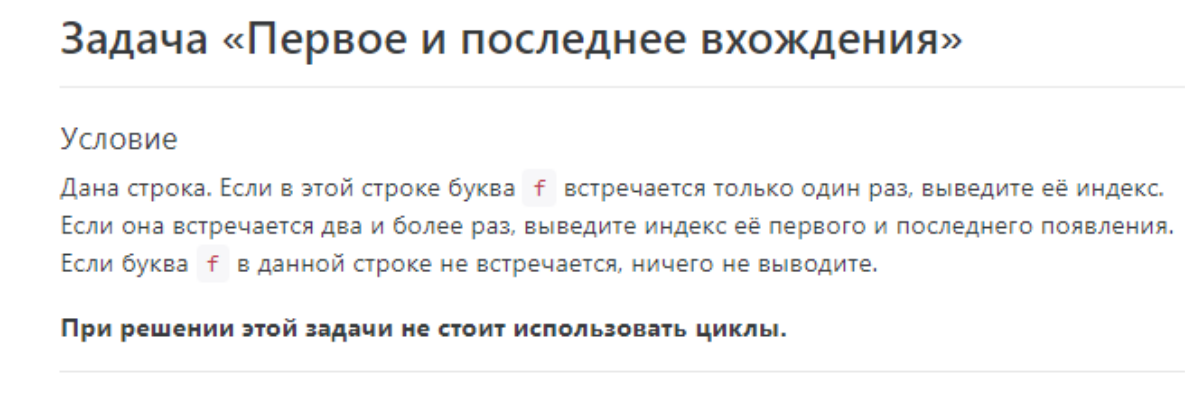 Задача «Первое и последнее вхождения»
Условие
Дана строка. Если в этой строке буква f встречается только один раз, выведите её индекс.
Если она встречается два и более раз, выведите индекс её первого и последнего появления.
Если буква f в данной строке не встречается, ничего не выводите.
При решении этой задачи не стоит использовать циклы.